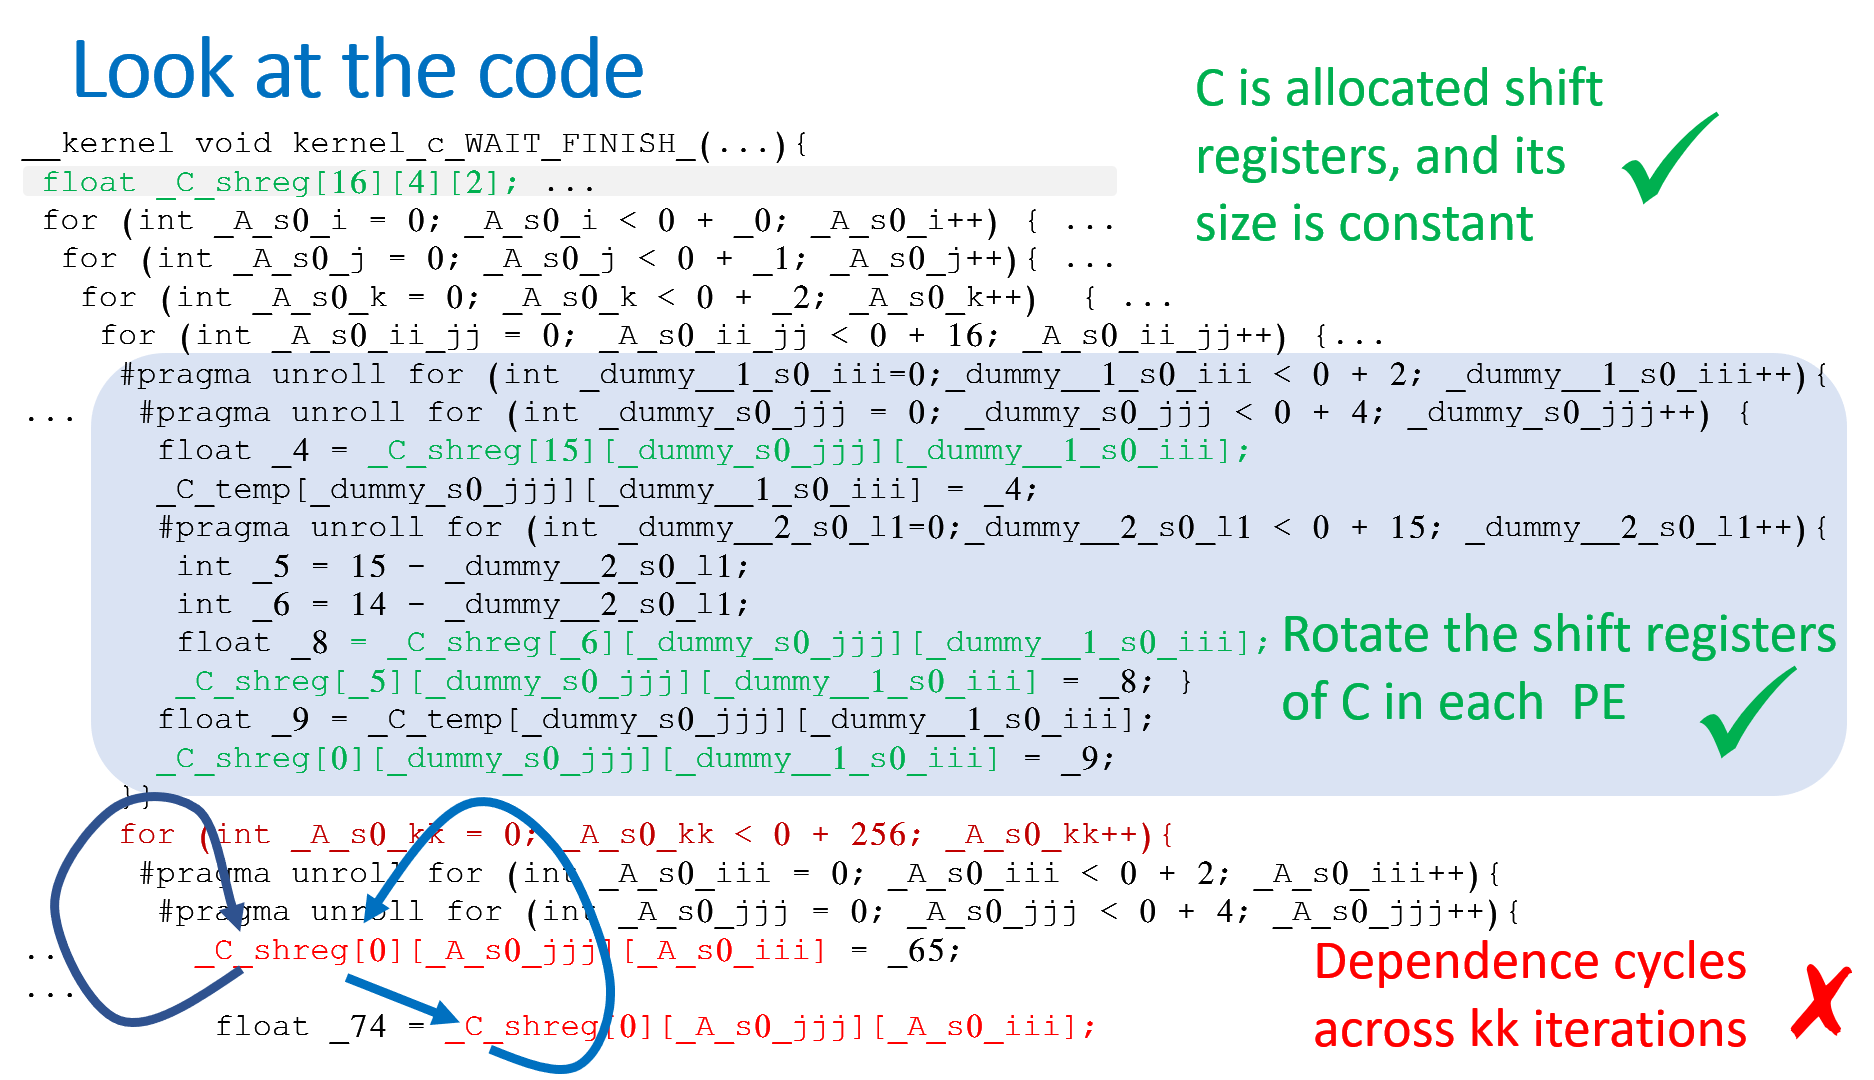 Look at the code
C is allocated shift
registers, and its
size is constant
__kernel void kernel_c_WAIT_FINISH_(...){
float _C_shreg[16][4][2]; ...
for (int _A_s0_i = 0; _A_s0_i < 0 + _0; _A_s0_i++) { ...
for (int _A_s0_j = 0; _A_s0_j < 0 + _1; _A_s0_j++){ ...
for (int _A_s0_k = 0; _A_s0_k < 0 + _2; _A_s0_k++) { ...
for (int _A_s0_ii_jj = 0; _A_s0_ii_jj < 0 + 16; _A_s0_ii_jj++) {...
#pragma unroll for (int _dummy__1_s0_iii=0;_dummy__1_s0_iii < 0 + 2; _dummy__1_s0_iii++){
... #pragma unroll for (int _dummy_s0_jjj = 0; _dummy_s0_jjj < 0 + 4; _dummy_s0_jjj++) {
float _4 = _C_shreg[15][_dummy_s0_jjj][_dummy__1_s0_iii];
_C_temp[_dummy_s0_jjj][_dummy__1_s0_iii] = _4;
#pragma unroll for (int _dummy__2_s0_l1=0;_dummy__2_s0_l1 < 0 + 15; _dummy__2_s0_l1++){
int _5 = 15 - _dummy__2_s0_l1;
int _6 = 14 - _dummy__2_s0_l1;
float _8 = _C_shreg[_6][_dummy_s0_jjj][_dummy__1_s0_iii];
_C_shreg[_5][_dummy_s0_jjj][_dummy__1_s0_iii] = _8; }
float _9 = _C_temp[_dummy_s0_jjj][_dummy__1_s0_iii];
_C_shreg[0][_dummy_s0_jjj][_dummy__1_s0_iii] = _9;
}}
Rotate the shift registers
of C in each PE
for (int _A_s0_kk = 0; _A_s0_kk < 0 + 256; _A_s0_kk++){
#pragma unroll for (int _A_s0_iii = 0; _A_s0_iii < 0 + 2; _A_s0_iii++){
#pragma unroll for (int _A_s0_jjj = 0; _A_s0_jjj < 0 + 4; _A_s0_jjj++){
.. _C_shreg[0][_A_s0_jjj][_A_s0_iii] = _65;
...
float _74 = _C_shreg[0][_A_s0_jjj][_A_s0_iii];
Dependence cycles
across kk iterations